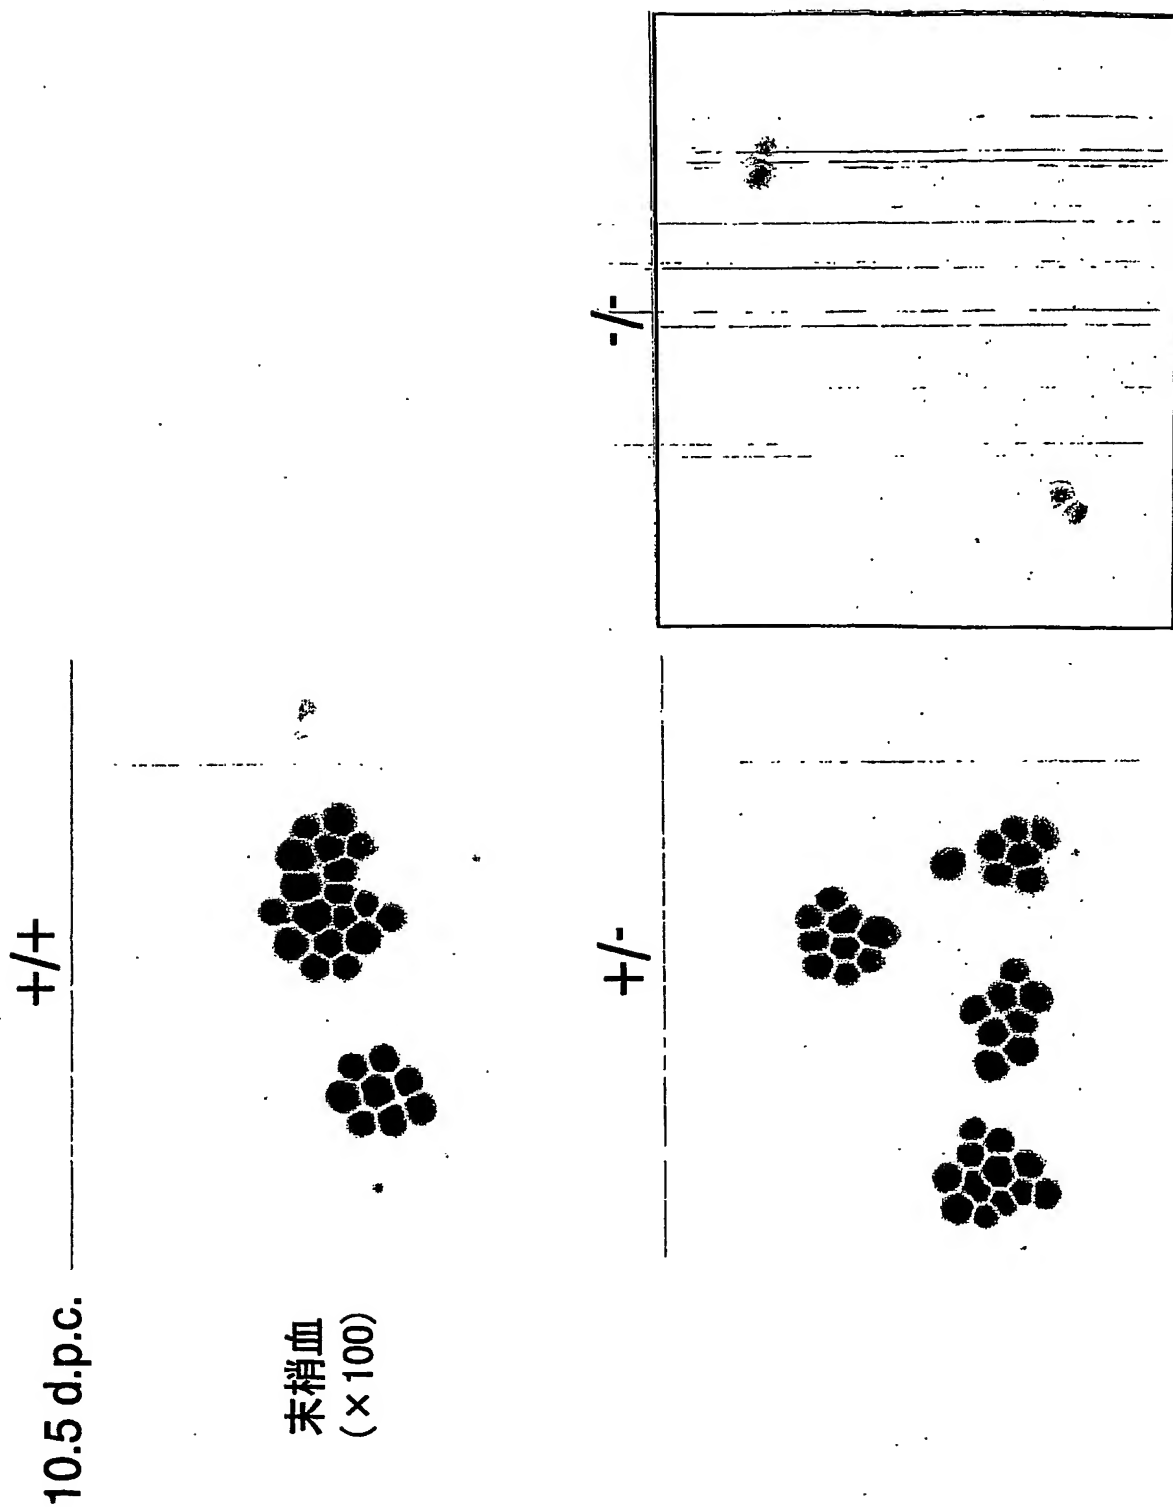 10.5 d.p.c.
+/+
末梢血
(×100)
+/-
-/-